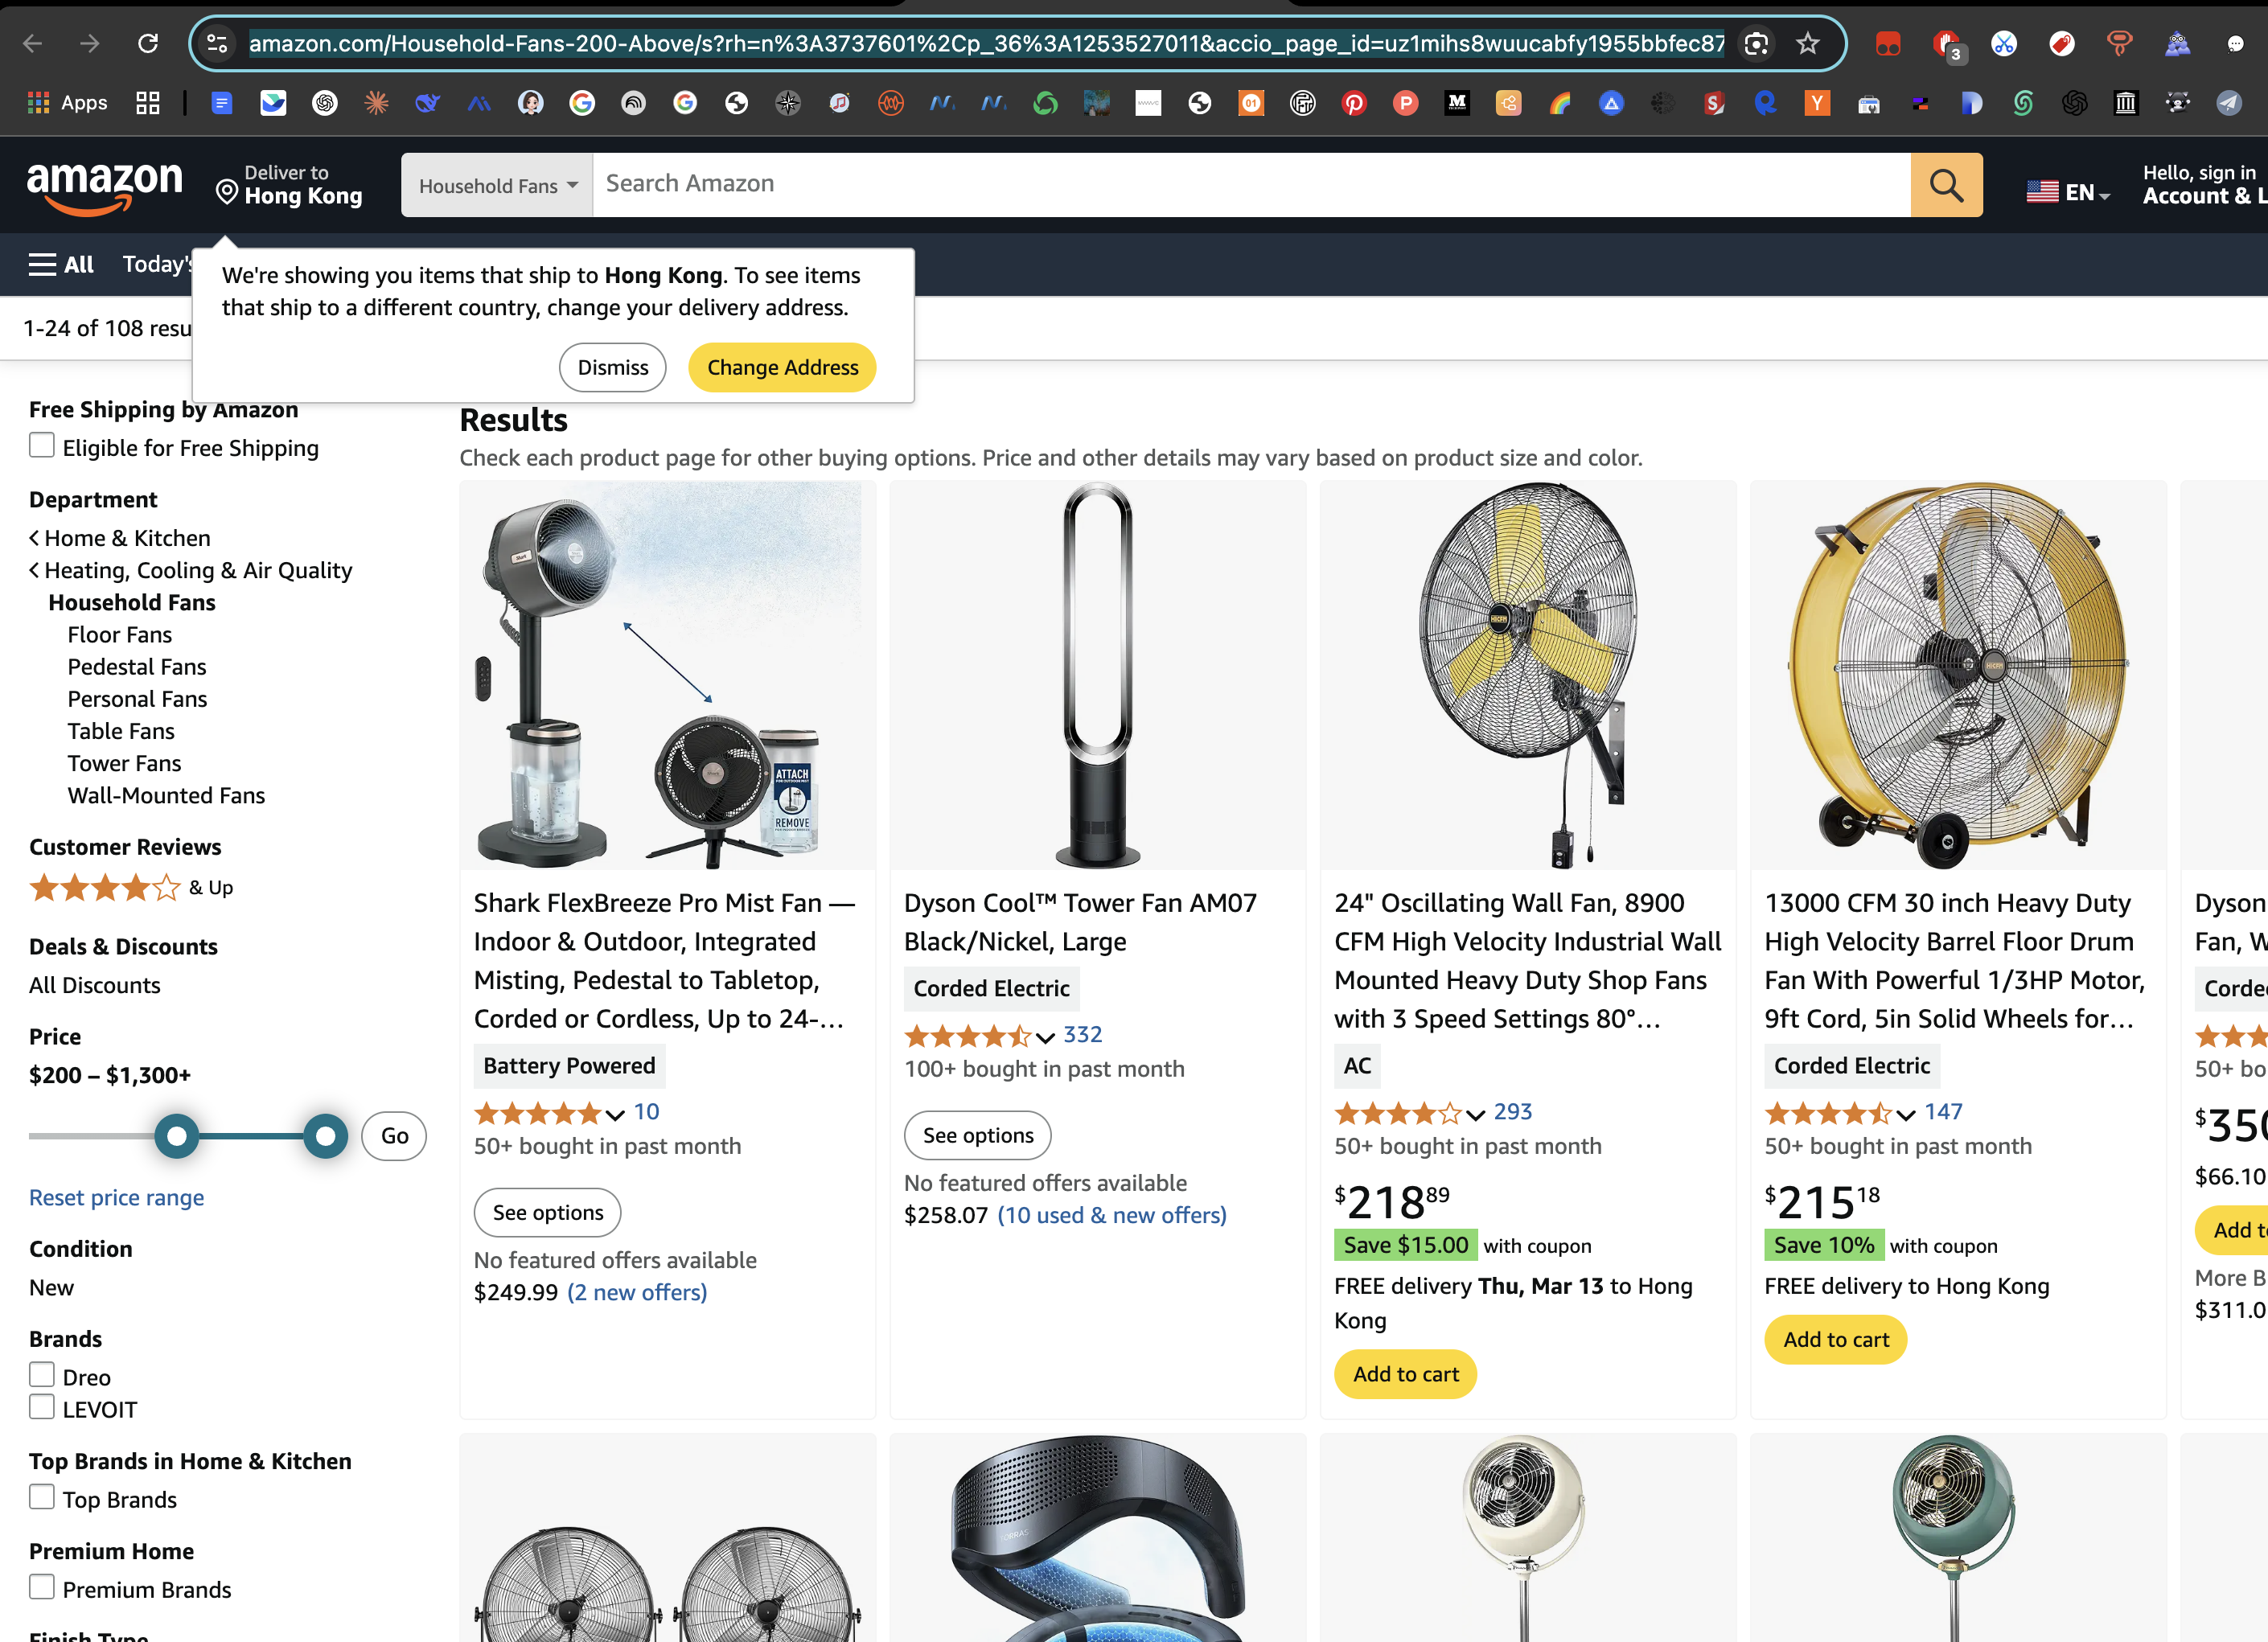 amazon.com/Household-Fans-200-Above/s?rh=n%3A3737601%2Cp_36%3A1253527011&accio_page_id=uz1mihs8wuucabfy1955bbfec87
3
Apps
amazon
Deliver to
Hong Kong
Household Fans
Search Amazon
EN
Hello, sign in
Account & L
All
Today's
We're showing you items that ship to Hong Kong. To see items
that ship to a different country, change your delivery address.
Dismiss
Change Address
1-24 of 108 resu
Free Shipping by Amazon
Eligible for Free Shipping
Department
Home & Kitchen
Heating, Cooling & Air Quality
Household Fans
Floor Fans
Pedestal Fans
Personal Fans
Table Fans
Tower Fans
Wall-Mounted Fans
Customer Reviews
& Up
Deals & Discounts
All Discounts
Price
$200 – $1,300+
Go
Reset price range
Condition
New
Brands
Dreo
LEVOIT
Top Brands in Home & Kitchen
Top Brands
Premium Home
Premium Brands
Finish Type
Results
Check each product page for other buying options. Price and other details may vary based on product size and color.
Shark
ATTACH
REMOVE
Shark FlexBreeze Pro Mist Fan —
Indoor & Outdoor, Integrated
Misting, Pedestal to Tabletop,
Corded or Cordless, Up to 24-...
Battery Powered
10
50+ bought in past month
See options
No featured offers available
$249.99 (2 new offers)
Dyson Cool™ Tower Fan AM07
Black/Nickel, Large
Corded Electric
332
100+ bought in past month
See options
No featured offers available
$258.07 (10 used & new offers)
24" Oscillating Wall Fan, 8900
CFM High Velocity Industrial Wall
Mounted Heavy Duty Shop Fans
with 3 Speed Settings 80°...
AC
293
50+ bought in past month
$218 89
Save $15.00 with coupon
FREE delivery Thu, Mar 13 to Hong
Kong
Add to cart
13000 CFM 30 inch Heavy Duty
High Velocity Barrel Floor Drum
Fan With Powerful 1/3HP Motor,
9ft Cord, 5in Solid Wheels for...
Corded Electric
147
50+ bought in past month
$215 18
Save 10% with coupon
FREE delivery to Hong Kong
Add to cart
Dyson
Fan, W
Corde
50+ bo
$350
$66.10
Add t
More B
$311.0